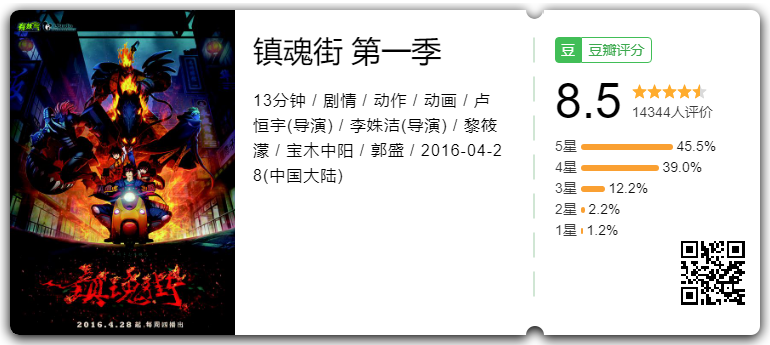 有妖气
镇魂街
2016.4.28 起,每周四播出
镇魂街 第一季
13分钟 / 剧情 / 动作 / 动画 / 卢
恒宇(导演) / 李姝洁(导演) / 黎筱
濛 / 宝木中阳 / 郭盛 / 2016-04-2
8(中国大陆)
豆 豆瓣评分
8.5
14344人评价
5星 45.5%
4星 39.0%
3星 12.2%
2星 2.2%
1星 1.2%